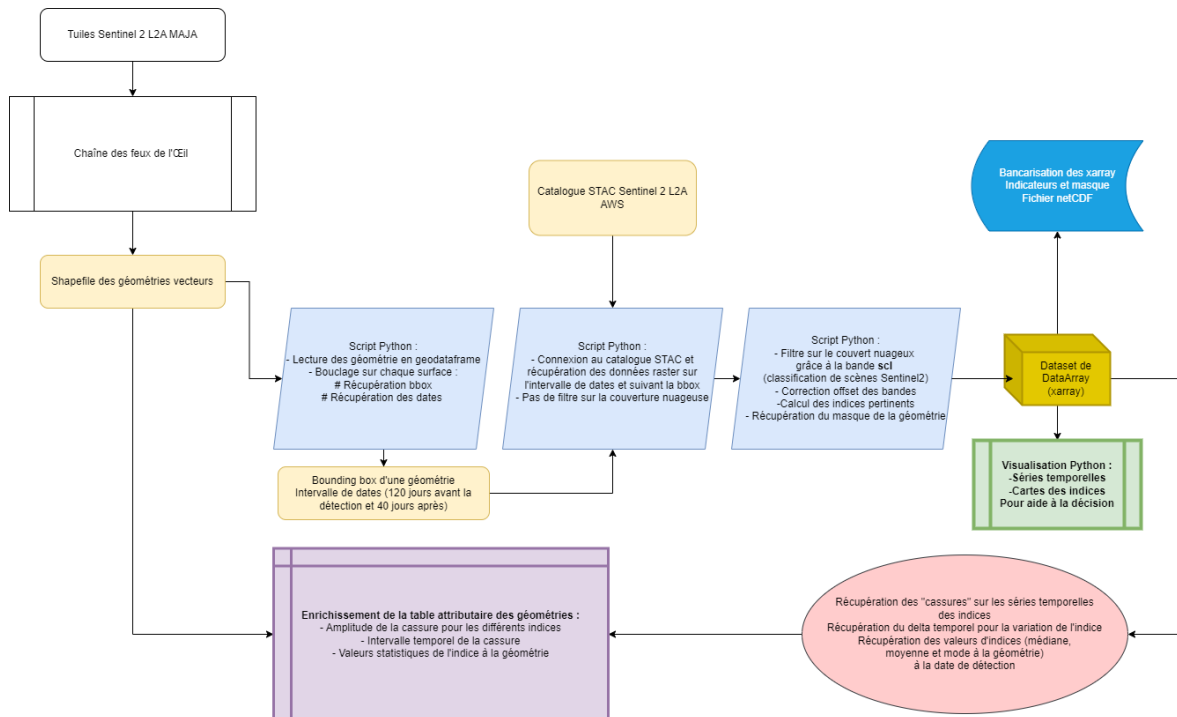 Tuiles Sentinel 2 L2A MAJA
Chaîne des feux de l'Œil
Shapefile des géométries vecteurs
Catalogue STAC Sentinel 2 L2A
AWS
Bancarisation des xarray
Indicateurs et masque
Fichier netCDF
Script Python :
- Lecture des géométrie en geodataframe
- Bouclage sur chaque surface :
# Récupération bbox
# Récupération des dates
Script Python :
- Connexion au catalogue STAC et
récupération des données raster sur
l'intervalle de dates et suivant la bbox
- Pas de filtre sur la couverture nuageuse
Script Python :
- Filtre sur le couvert nuageux
grâce à la bande scl
(classification de scènes Sentinel2)
- Correction offset des bandes
-Calcul des indices pertinents
- Récupération du masque de la géométrie
Dataset de
DataArray
(xarray)
Bounding box d'une géométrie
Intervalle de dates (120 jours avant la
détection et 40 jours après)
Visualisation Python :
-Séries temporelles
-Cartes des indices
Pour aide à la décision
Enrichissement de la table attributaire des géométries :
- Amplitude de la cassure pour les différents indices
- Intervalle temporel de la cassure
- Valeurs statistiques de l'indice à la géométrie
Récupération des "cassures" sur les séries temporelles
des indices
Récupération du delta temporel pour la variation de l'indice
Récupération des valeurs d'indices (médiane,
moyenne et mode à la géométrie)
à la date de détection